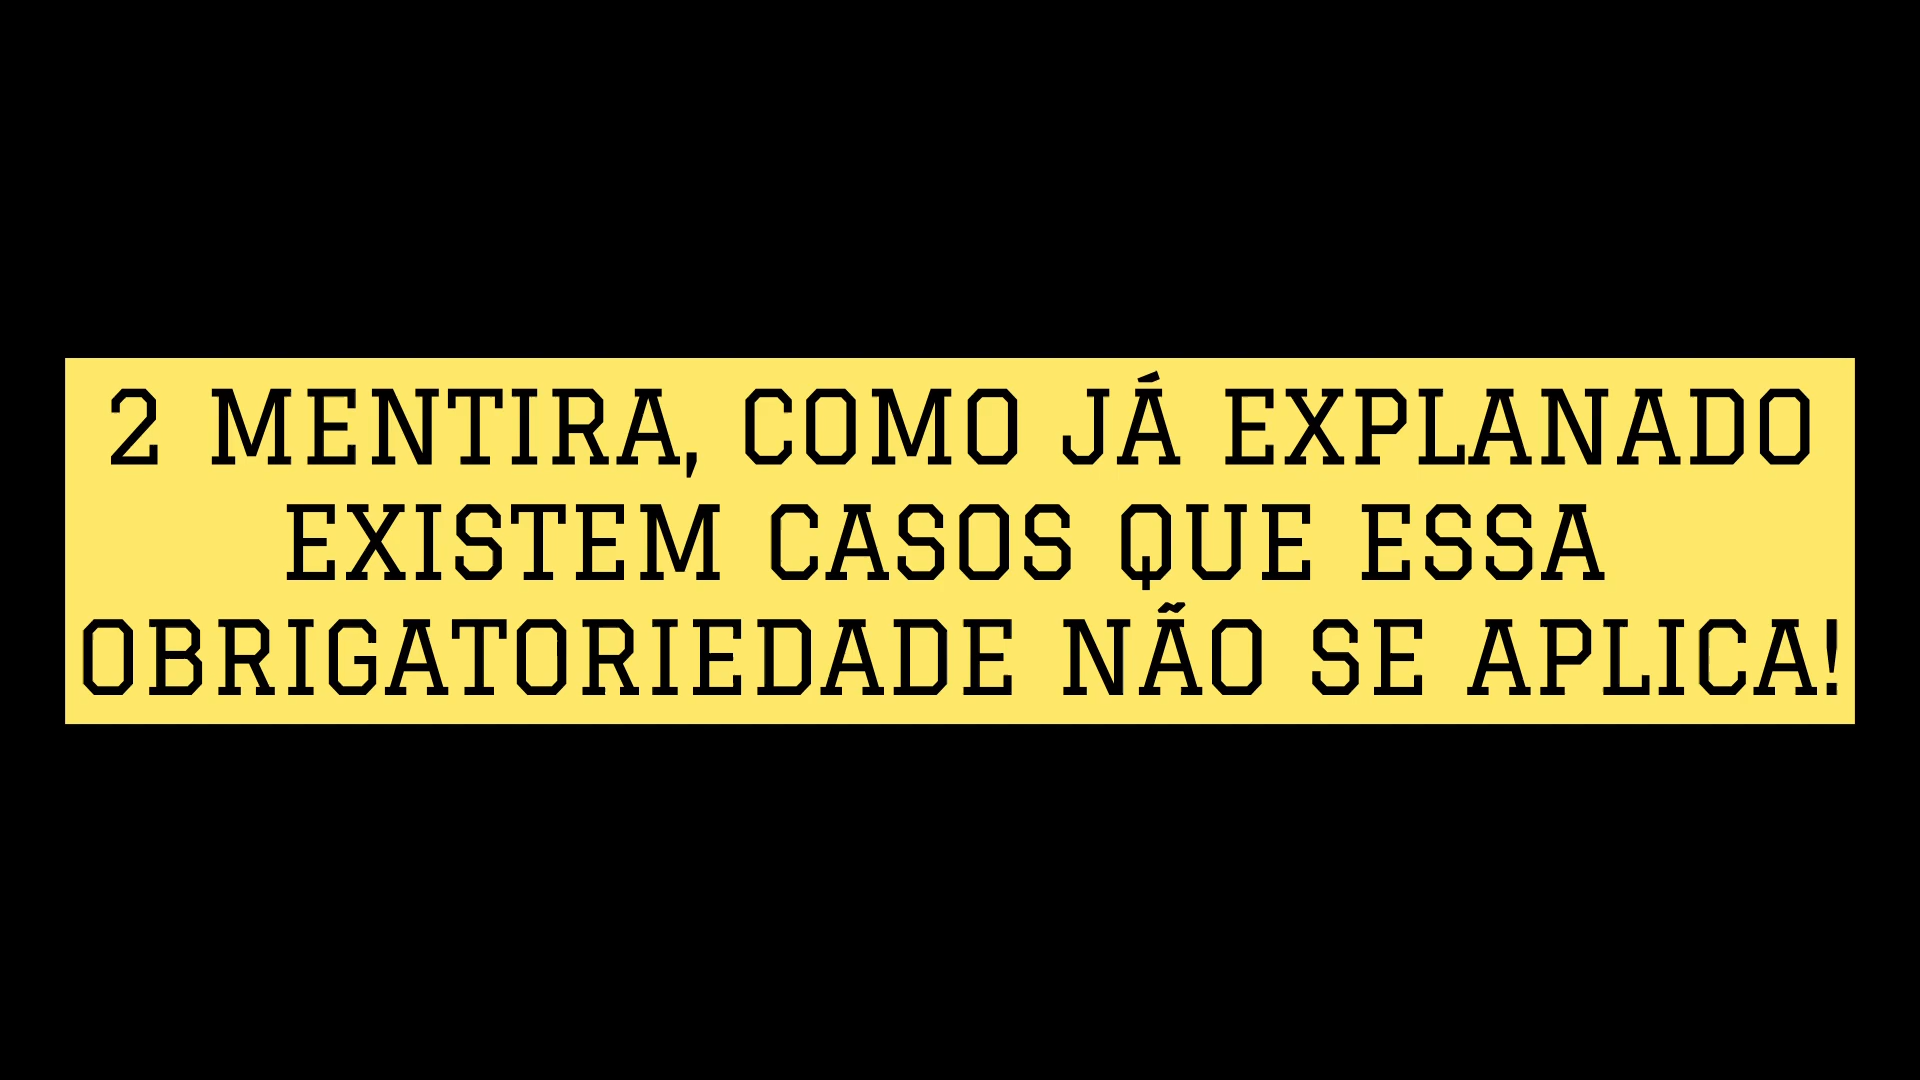 2 MENTIRA, COMO JÁ EXPLANADO
EXISTEM CASOS QUE ESSA
OBRIGATORIEDADE NÃO SE APLICA!